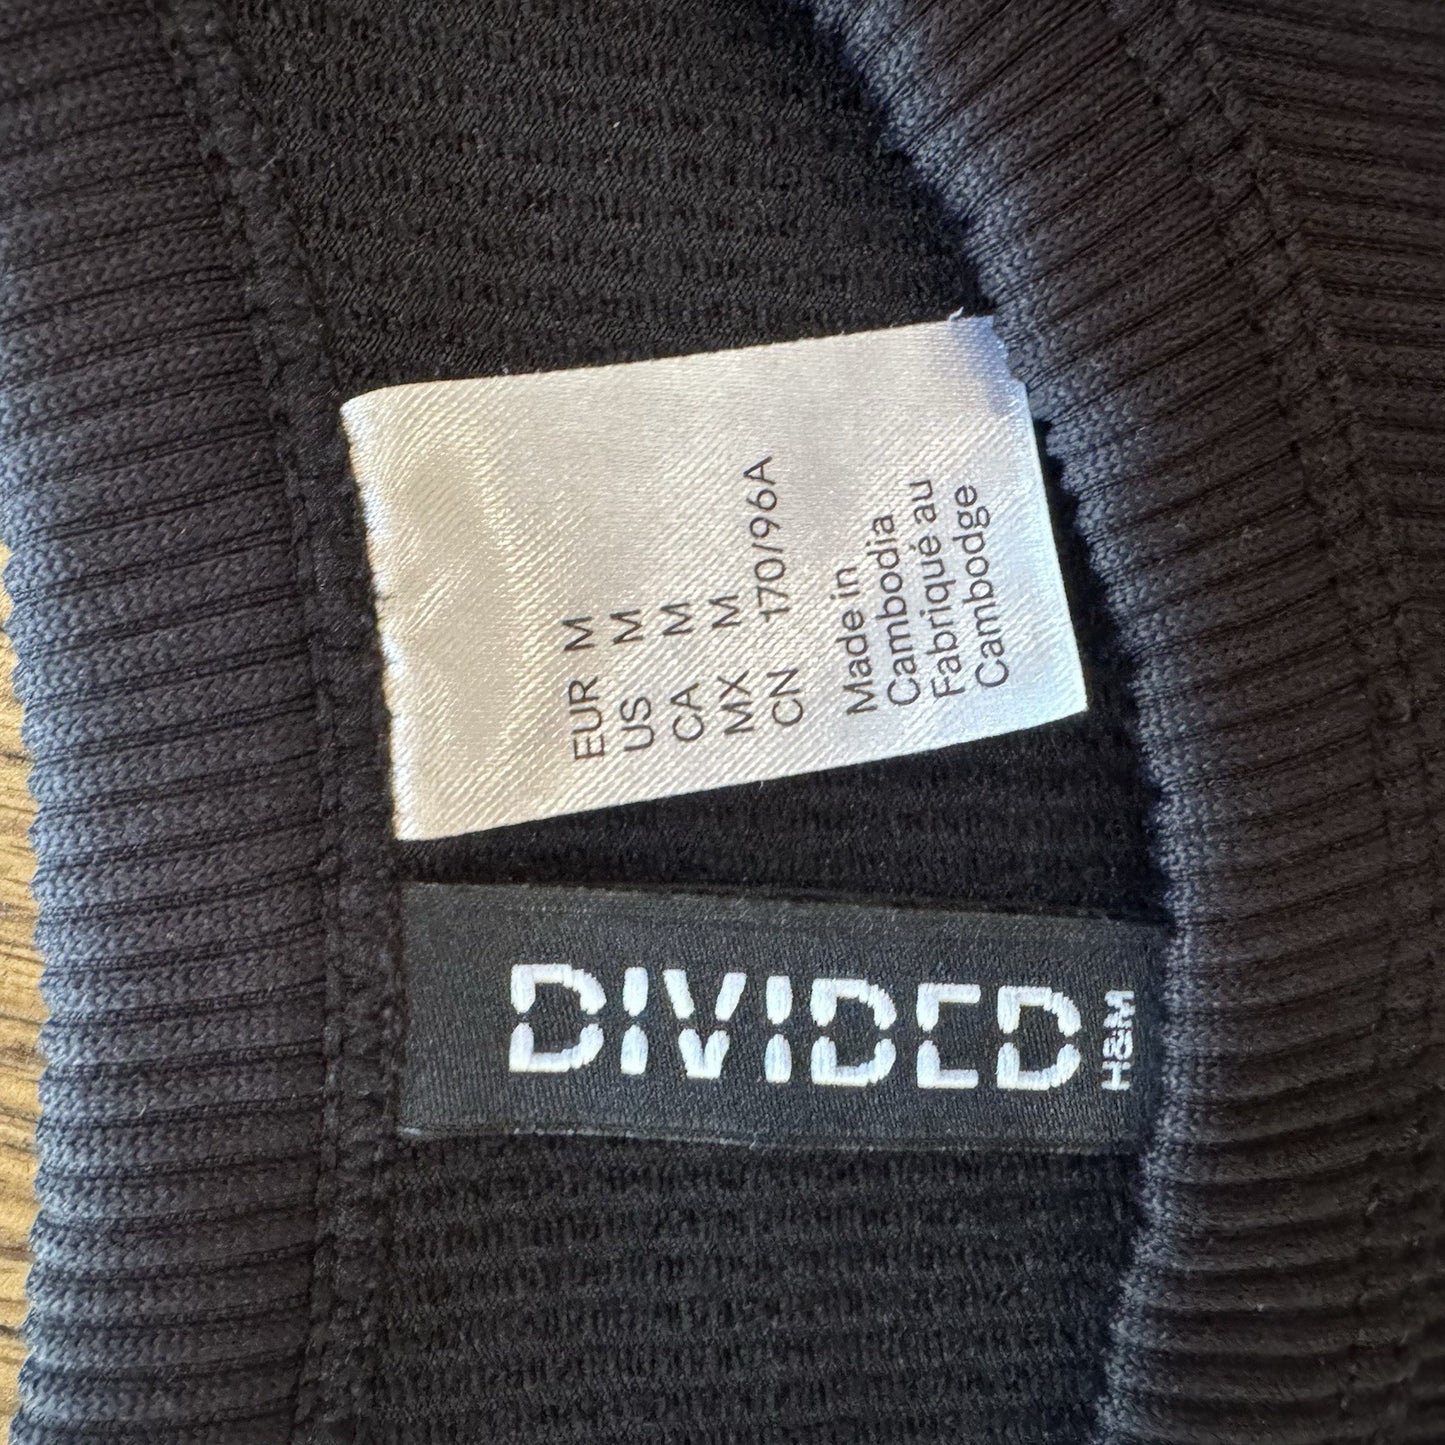 EUR M
US M
CA M
MX M
CN 170/96A
Made in
Cambodia
Fabriqué au
Cambodge
DIVIDED
H&M